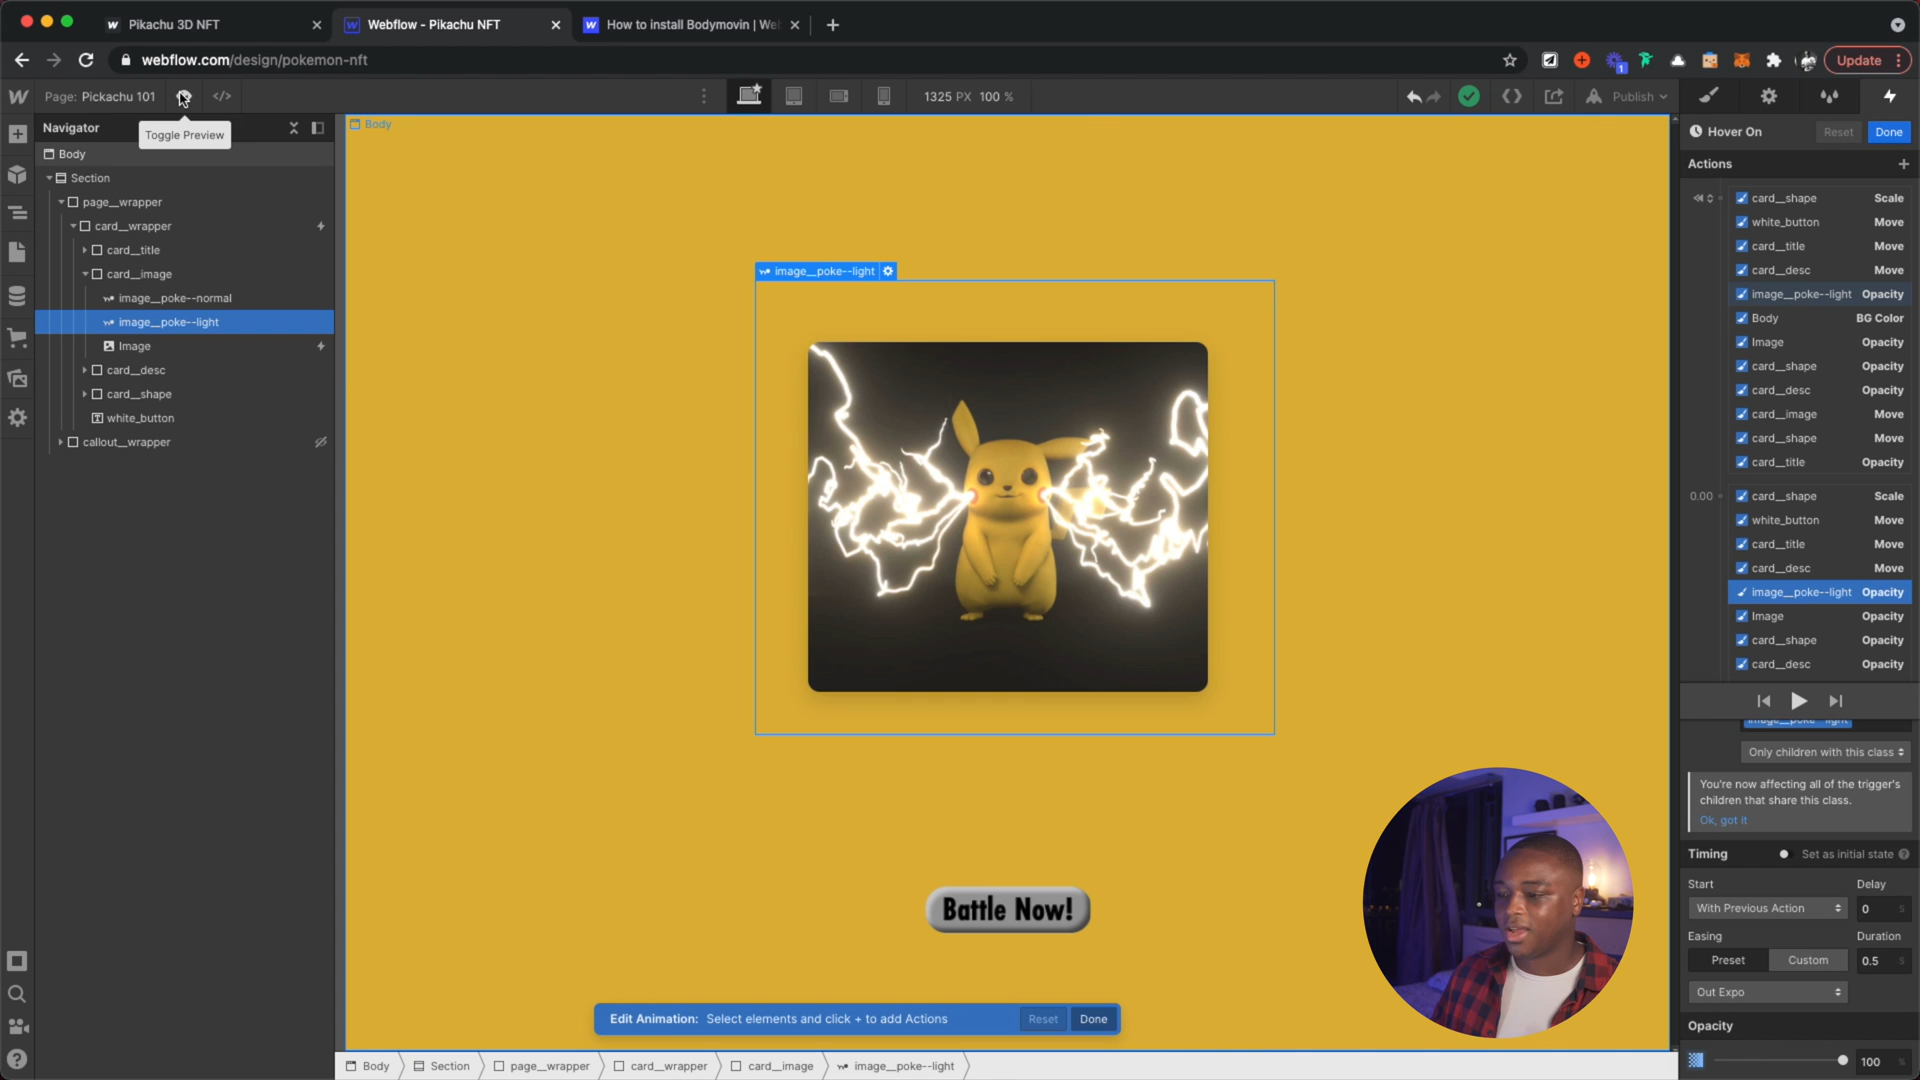 Pikachu 3D NFT
Webflow - Pikachu NFT
How to install Bodymovin | We
webflow.com/design/pokemon-nft
1
Update
Page: Pickachu 101
1325 PX 100 %
Publish
Toggle Preview
Navigator
Body
Section
page__wrapper
card__wrapper
card__title
card__image
image__poke--normal
image__poke--light
Image
card__desc
card__shape
white_button
callout__wrapper
Body
image__poke--light
Battle Now!
Edit Animation: Select elements and click + to add Actions
Reset
Done
Body
Section
page__wrapper
card__wrapper
card__image
image__poke--light
Hover On
Reset
Done
Actions
card__shape Scale
white_button Move
card__title Move
card__desc Move
image__poke--light Opacity
Body BG Color
Image Opacity
card__shape Opacity
card__desc Opacity
card__image Move
card__shape Move
card__title Opacity
0.00
card__shape Scale
white_button Move
card__title Move
card__desc Move
image__poke--light Opacity
Image Opacity
card__shape Opacity
card__desc Opacity
image__poke--light
Only children with this class
You're now affecting all of the trigger's
children that share this class.
Ok, got it
Timing
Set as initial state
Start
Delay
With Previous Action
0 S
Easing
Duration
Preset
Custom
0.5 S
Out Expo
Opacity
100 %